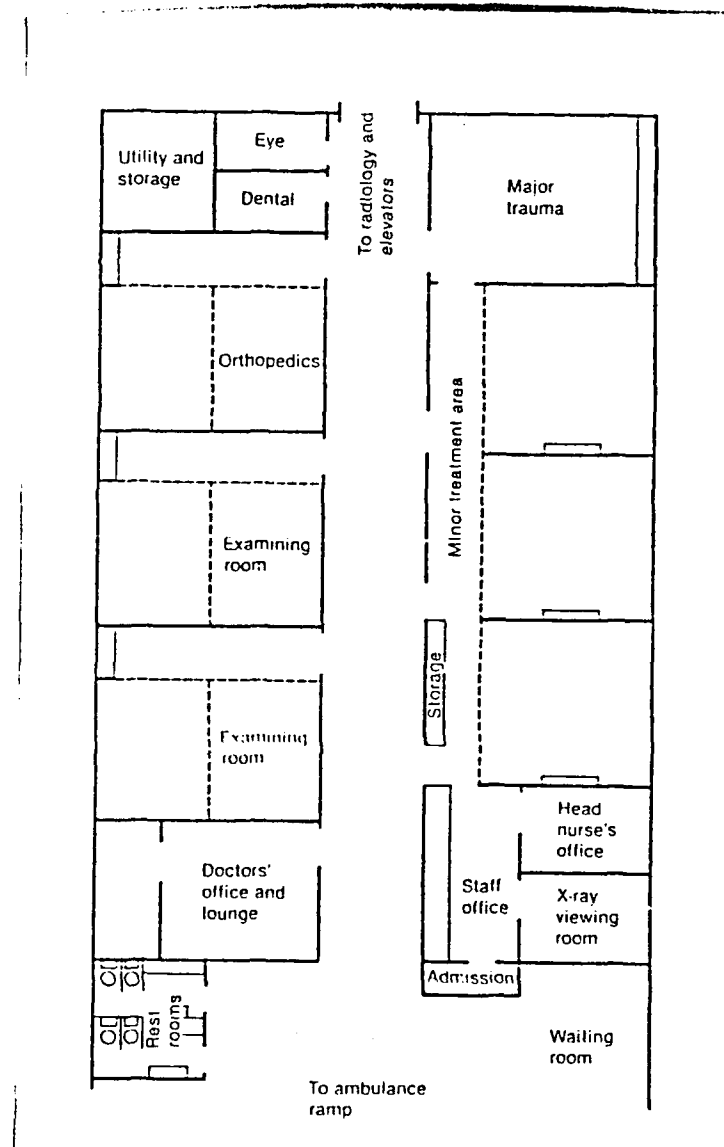 Utility and
storage
Eye
Dental
To radiology and
elevators
Major
trauma
Orthopedics
Minor treatment area
Examining
room
Storage
Examining
room
Head
nurse's
office
Doctors'
office and
lounge
Staff
office
X-ray
viewing
room
Admission
Rest
rooms
Waiting
room
To ambulance
ramp